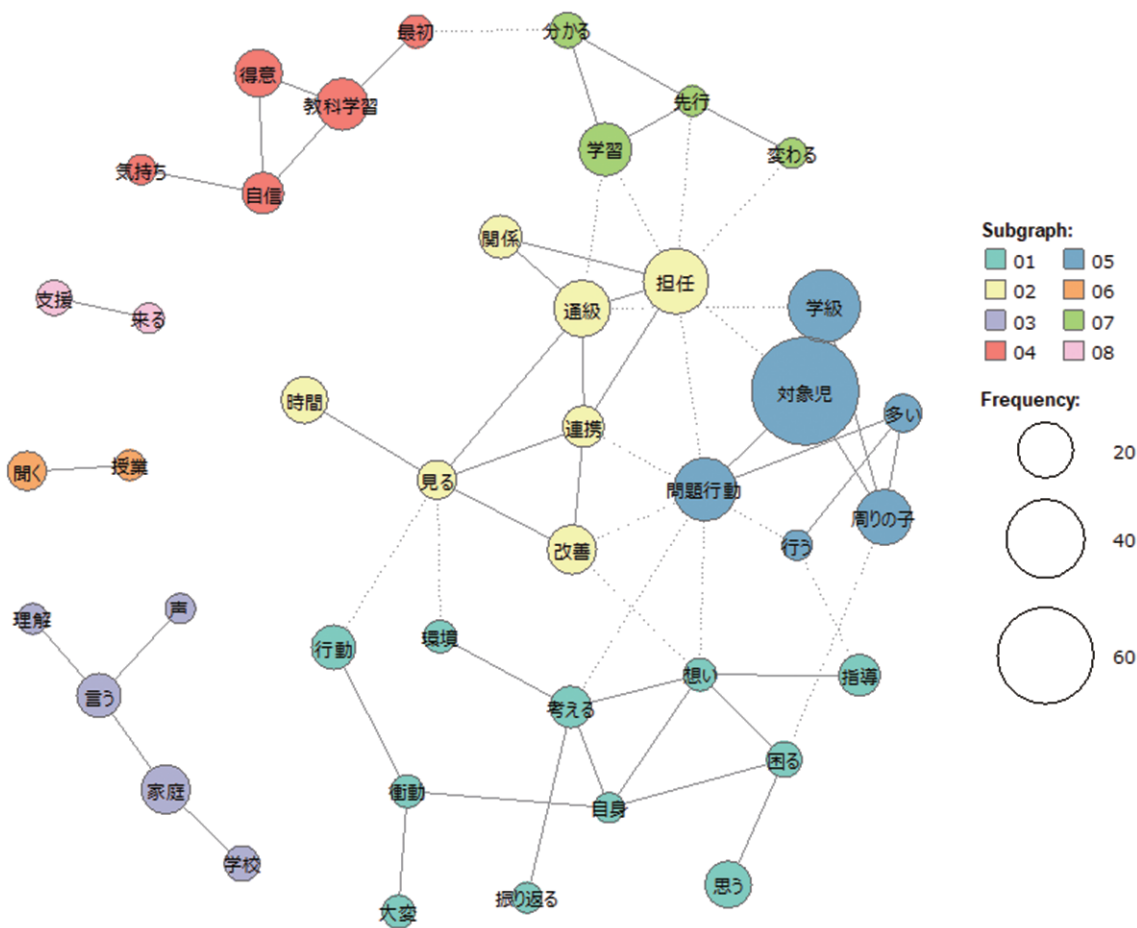 最初
分かる
得意
教科学習
先行
学習
変わる
気持ち
自信
関係
担任
通級
学級
支援
来る
対象児
時間
連携
多い
見る
聞く
授業
問題行動
周りの子
改善
行う
理解
声
行動
環境
言う
想い
指導
考える
家庭
衝動
自身
困る
学校
大変
振り返る
思う
Subgraph:
01 05
02 06
03 07
04 08
Frequency:
20
40
60